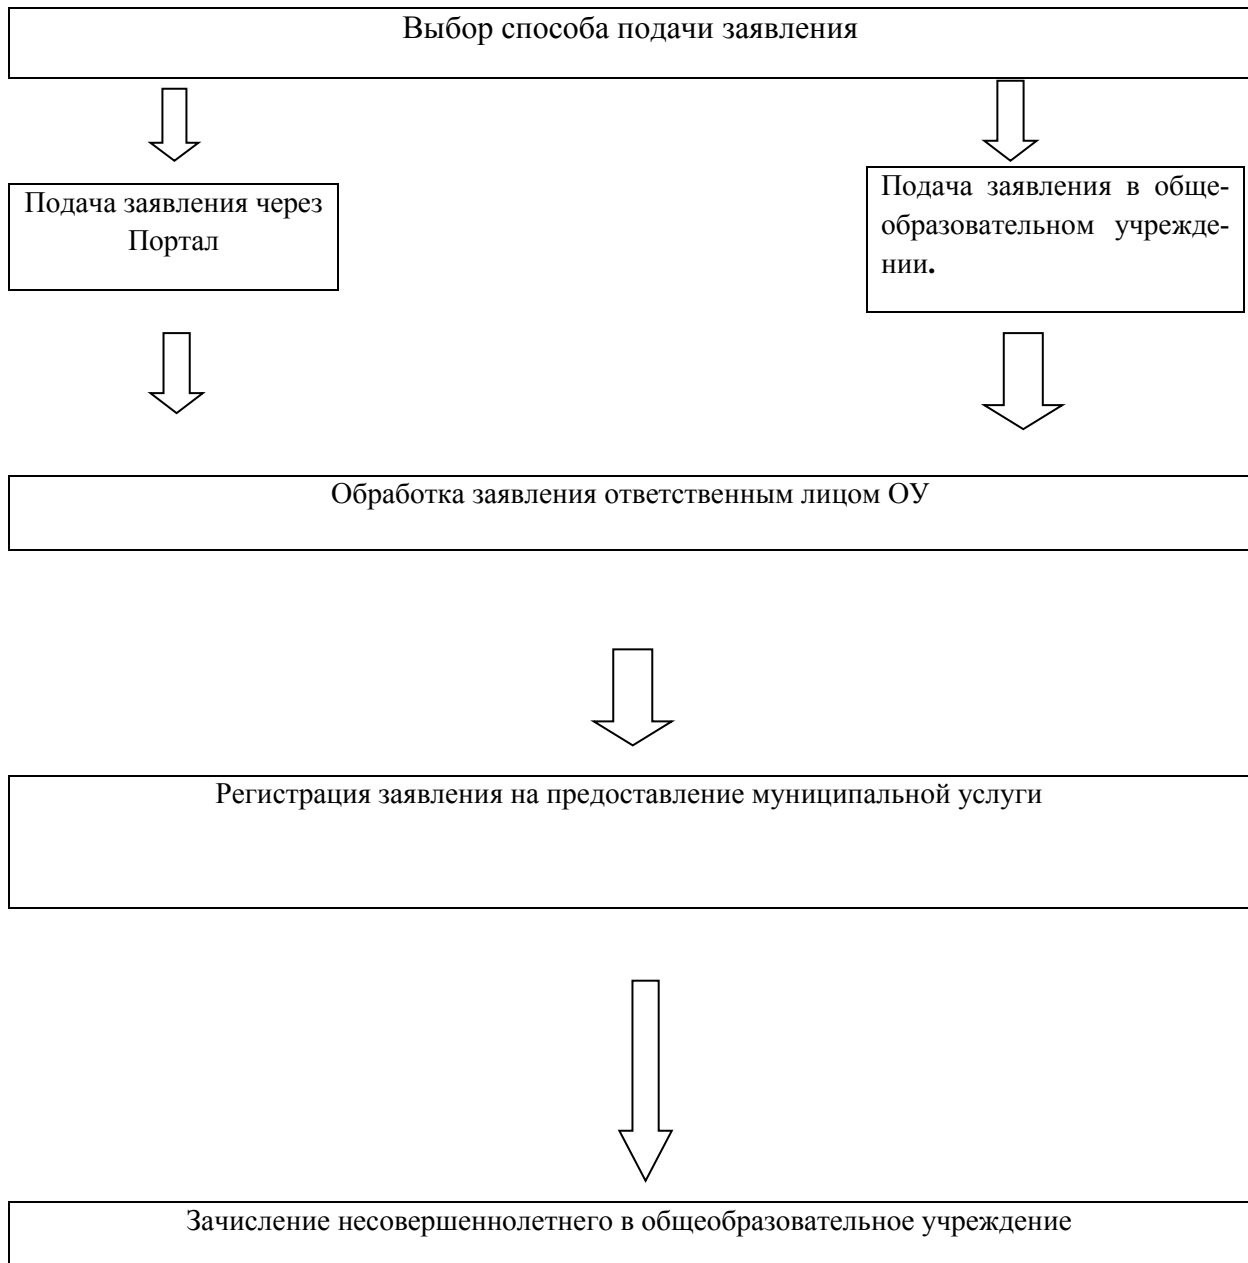 Выбор способа подачи заявления
Подача заявления через
Портал
Подача заявления в обще-
образовательном учрежде-
нии.
Обработка заявления ответственным лицом ОУ
Регистрация заявления на предоставление муниципальной услуги
Зачисление несовершеннолетнего в общеобразовательное учреждение